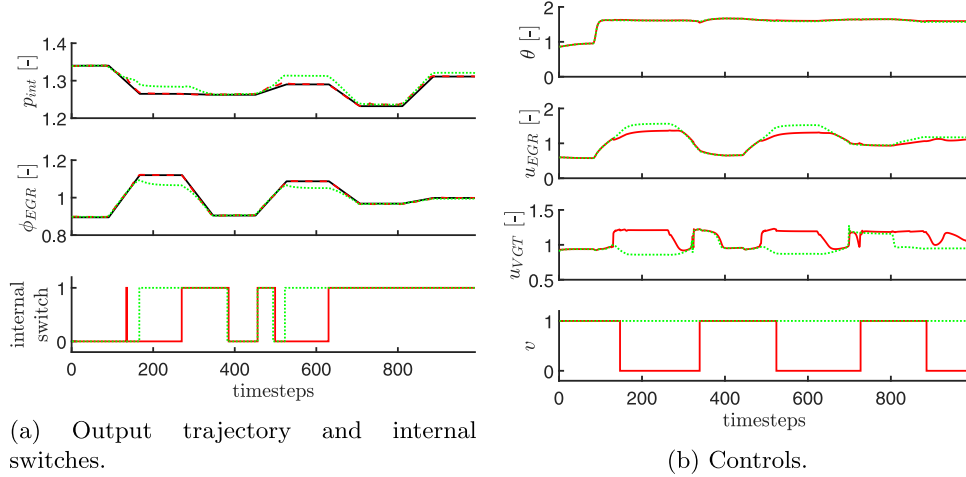 1.4
1.3
1.2
p_int [-]
1.2
1
0.8
ϕ_EGR [-]
1
0
internal
switch
0 200 400 600 800
timesteps
(a) Output trajectory and internal
switches.
2
1
0
θ [-]
2
1
0
u_EGR [-]
1.5
1
0.5
u_VGT [-]
1
0
v
0 200 400 600 800
timesteps
(b) Controls.